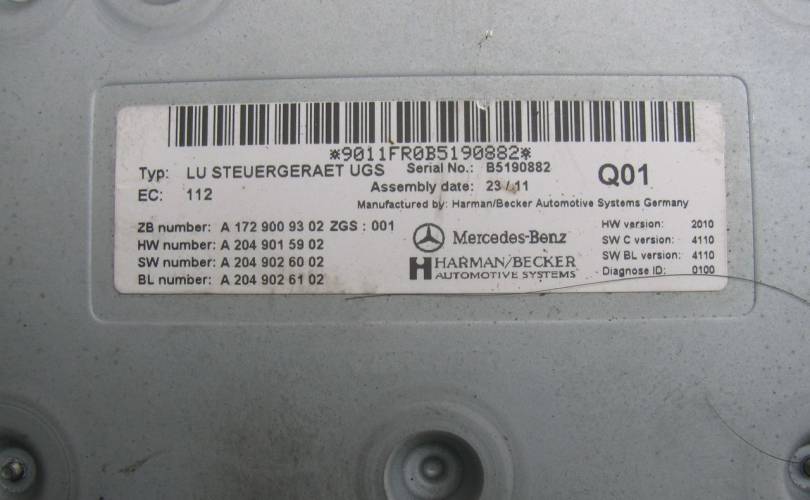 *9011FR0B5190882*
Typ: LU STEUERGERAET UGS Serial No.: B5190882 Q01
EC: 112 Assembly date: 23 / 11
Manufactured by: Harman/Becker Automotive Systems Germany
ZB number: A 172 900 93 02 ZGS : 001 HW version: 2010
HW number: A 204 901 59 02 Mercedes-Benz SW C version: 4110
SW number: A 204 902 60 02 HARMAN/BECKER SW BL version: 4110
BL number: A 204 902 61 02 AUTOMOTIVE SYSTEMS Diagnose ID: 0100